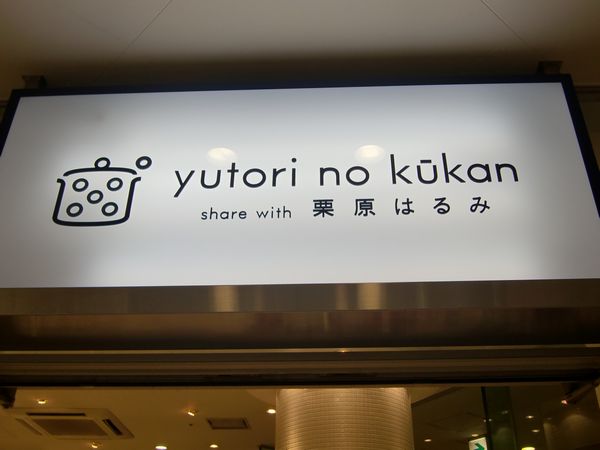 yutori no kūkan
share with 栗原はるみ